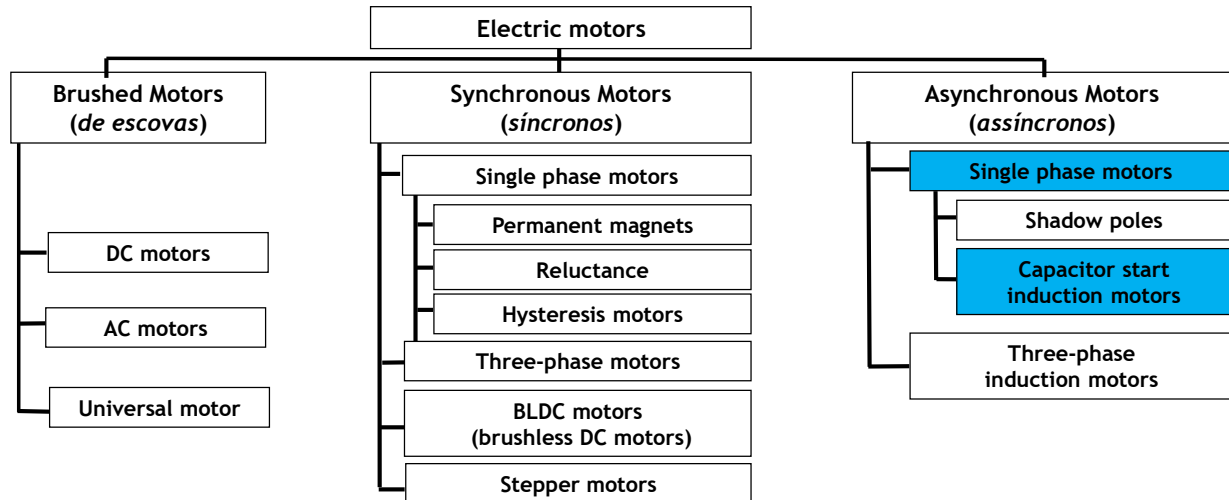 Electric motors
Brushed Motors
(de escovas)
DC motors
AC motors
Universal motor
Synchronous Motors
(síncronos)
Single phase motors
Permanent magnets
Reluctance
Hysteresis motors
Three-phase motors
BLDC motors
(brushless DC motors)
Stepper motors
Asynchronous Motors
(assíncronos)
Single phase motors
Shadow poles
Capacitor start
induction motors
Three-phase
induction motors